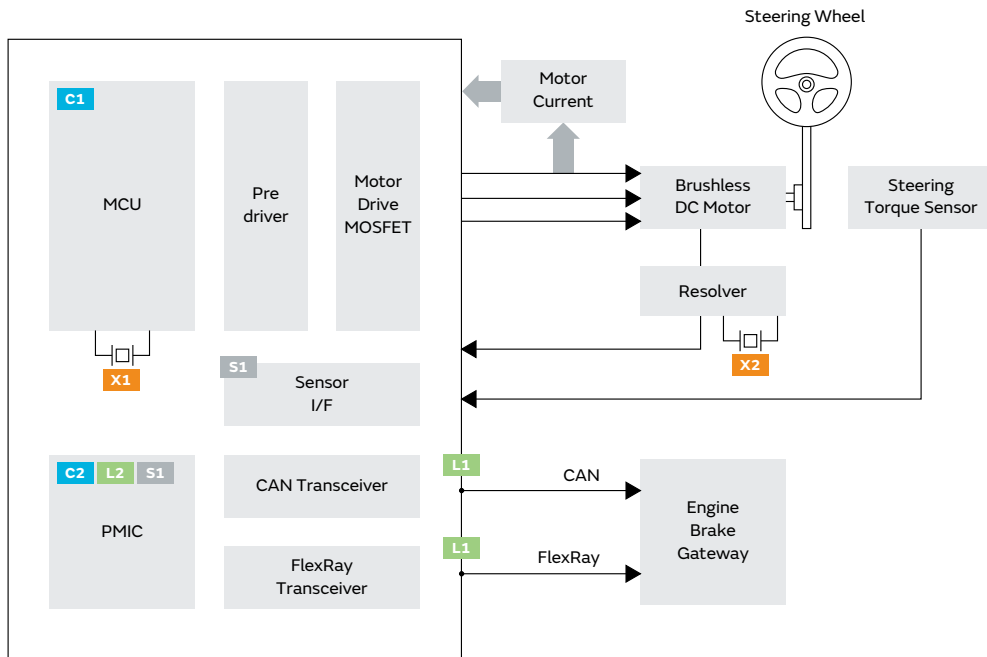 Steering Wheel
C1
MCU
Pre
driver
Motor
Drive
MOSFET
Motor
Current
Brushless
DC Motor
Steering
Torque Sensor
Resolver
X1
X2
S1
Sensor
I/F
C2 L2 S1
PMIC
CAN Transceiver
L1
CAN
FlexRay
Transceiver
L1
FlexRay
Engine
Brake
Gateway